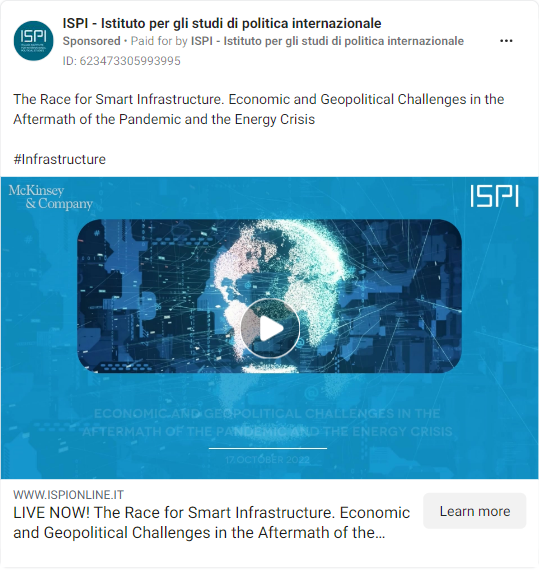 ISPI - Istituto per gli studi di politica internazionale
Sponsored • Paid for by ISPI - Istituto per gli studi di politica internazionale
ID: 623473305993995
The Race for Smart Infrastructure. Economic and Geopolitical Challenges in the
Aftermath of the Pandemic and the Energy Crisis
#Infrastructure
McKinsey
& Company
ISPI
ECONOMIC AND GEOPOLITICAL CHALLENGES IN THE
AFTERMATH OF THE PANDEMIC AND THE ENERGY CRISIS
17 OCTOBER 2022
WWW.ISPIONLINE.IT
LIVE NOW! The Race for Smart Infrastructure. Economic
and Geopolitical Challenges in the Aftermath of the...
Learn more